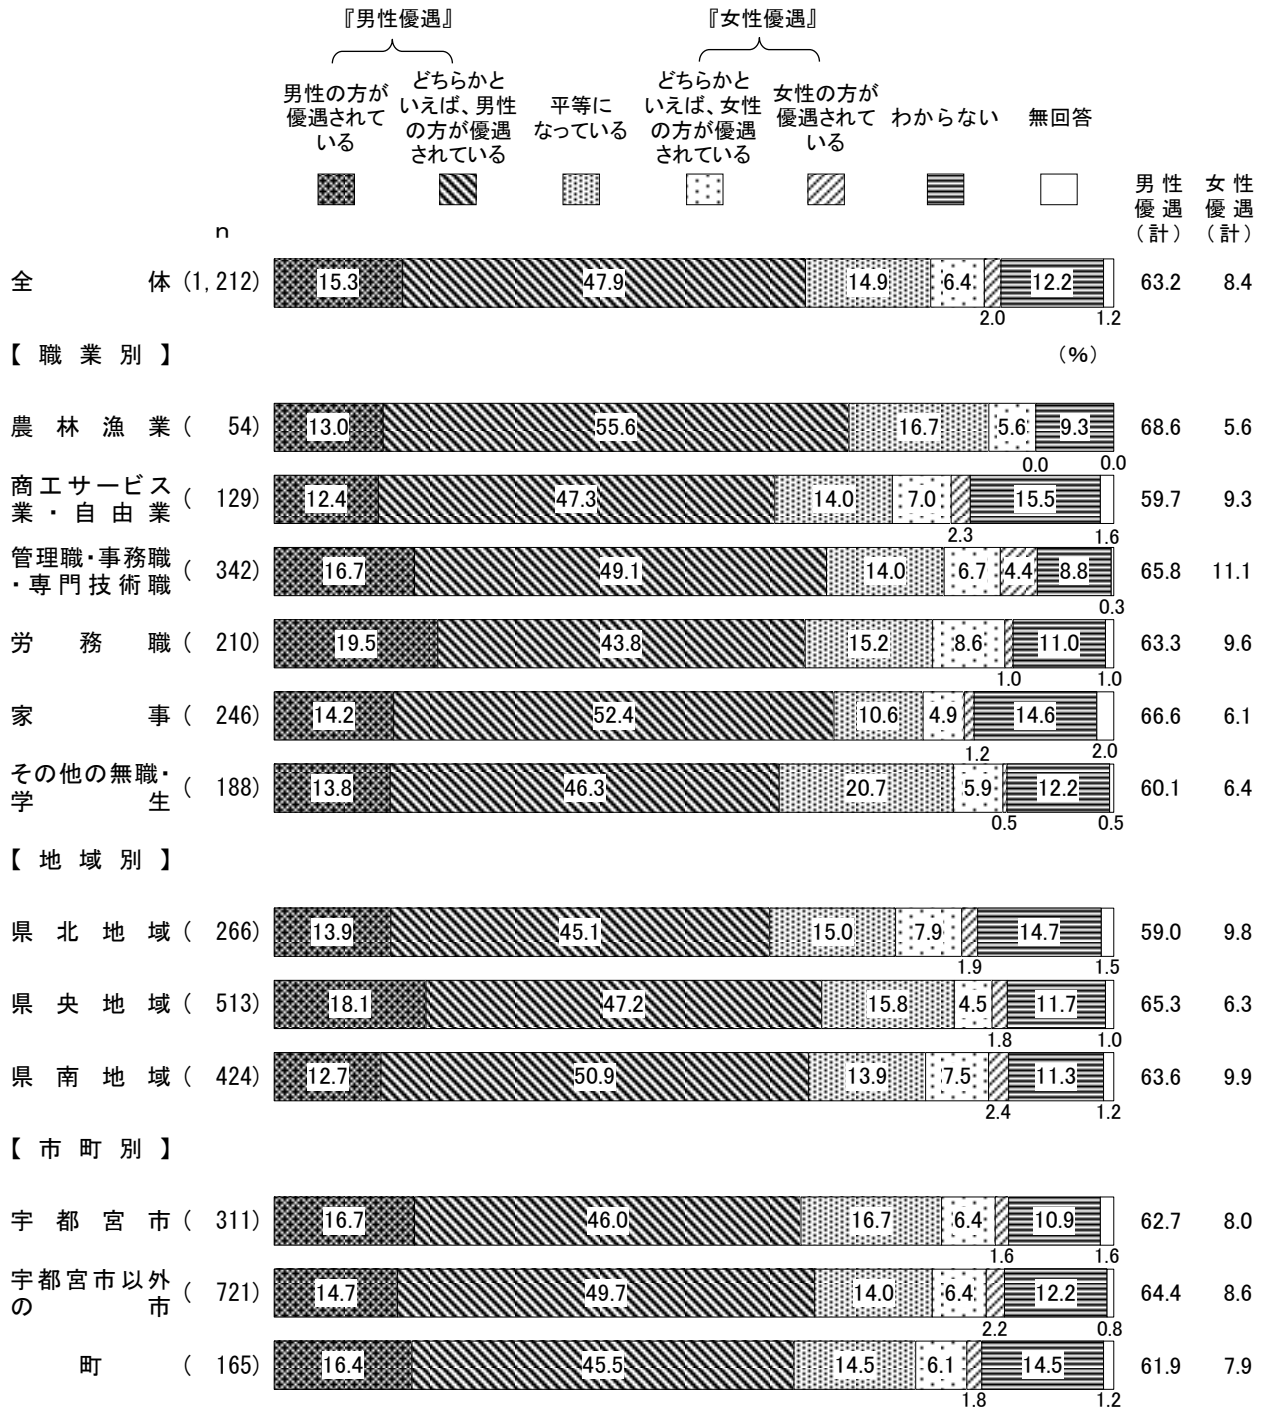 『男性優遇』 『女性優遇』
男性の方が優遇されている
どちらかといえば、男性の方が優遇されている
平等になっている
どちらかといえば、女性の方が優遇されている
女性の方が優遇されている
わからない
無回答
男性優遇（計） 女性優遇（計）
n
全体 (1,212) 15.3 47.9 14.9 6.4 2.0 12.2 1.2 63.2 8.4
【職業別】 (%)
農林漁業 ( 54) 13.0 55.6 16.7 5.6 0.0 9.3 0.0 68.6 5.6
商工サービス業・自由業 ( 129) 12.4 47.3 14.0 7.0 2.3 15.5 1.6 59.7 9.3
管理職・事務職・専門技術職 ( 342) 16.7 49.1 14.0 6.7 4.4 8.8 0.3 65.8 11.1
労務職 ( 210) 19.5 43.8 15.2 8.6 1.0 11.0 1.0 63.3 9.6
家事 ( 246) 14.2 52.4 10.6 4.9 1.2 14.6 2.0 66.6 6.1
その他の無職・学生 ( 188) 13.8 46.3 20.7 5.9 0.5 12.2 0.5 60.1 6.4
【地域別】
県北地域 ( 266) 13.9 45.1 15.0 7.9 1.9 14.7 1.5 59.0 9.8
県央地域 ( 513) 18.1 47.2 15.8 4.5 1.8 11.7 1.0 65.3 6.3
県南地域 ( 424) 12.7 50.9 13.9 7.5 2.4 11.3 1.2 63.6 9.9
【市町別】
宇都宮市 ( 311) 16.7 46.0 16.7 6.4 1.6 10.9 1.6 62.7 8.0
宇都宮市以外の市 ( 721) 14.7 49.7 14.0 6.4 2.2 12.2 0.8 64.4 8.6
町 ( 165) 16.4 45.5 14.5 6.1 1.8 14.5 1.2 61.9 7.9